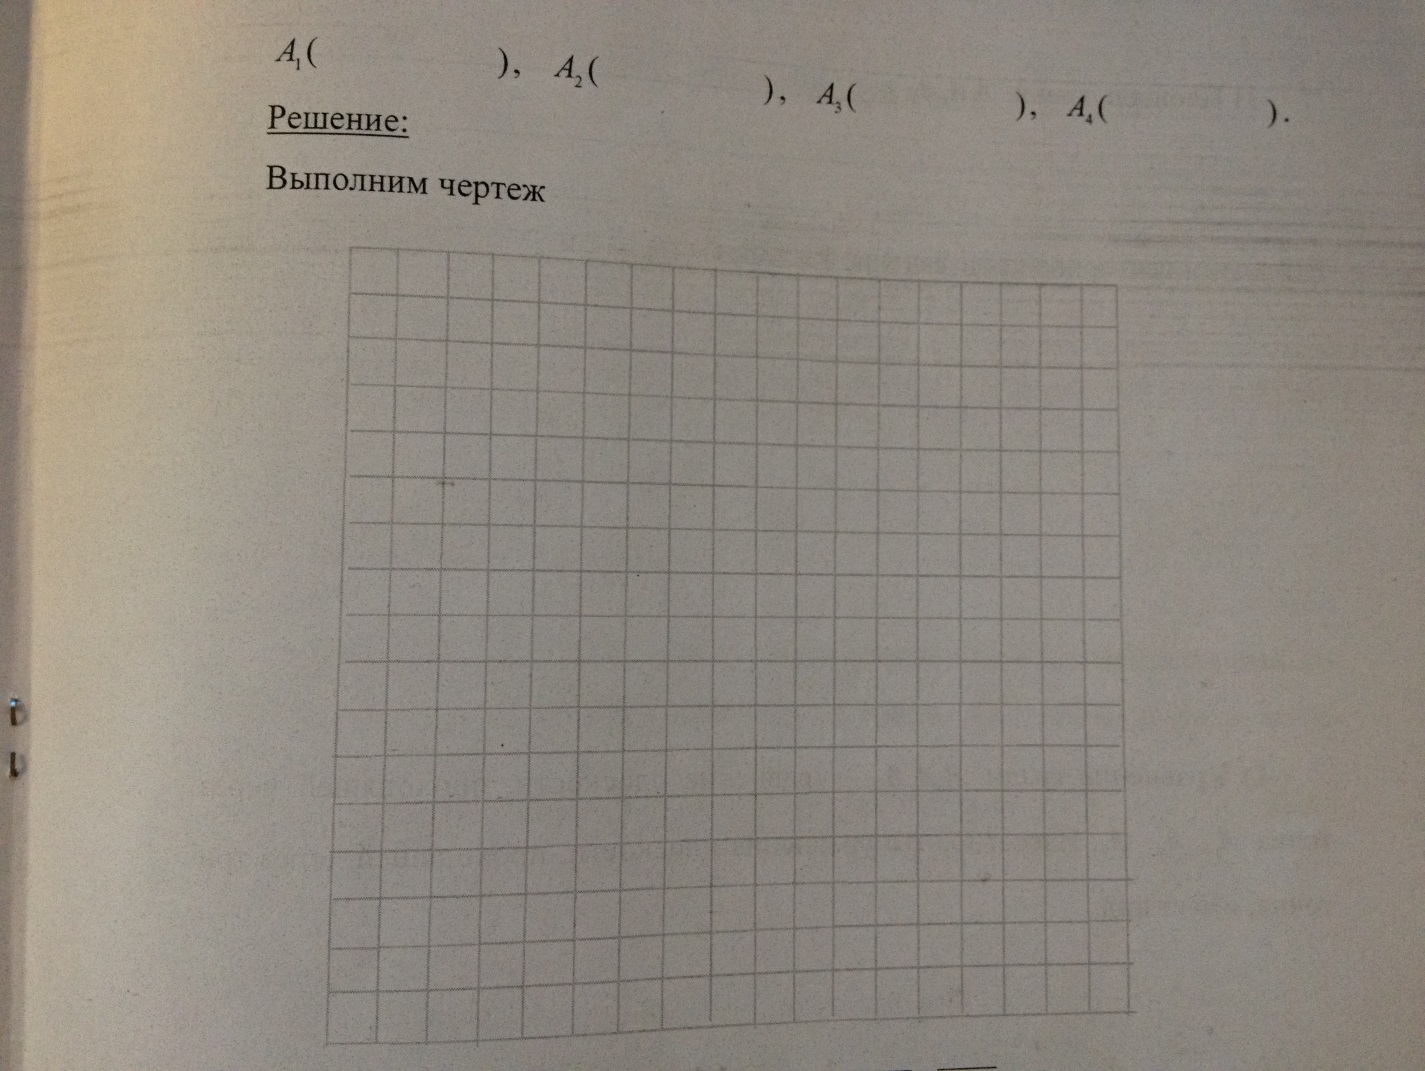 A₁( ), A₂( ), A₃( ), A₄( ).
Решение:
Выполним чертеж